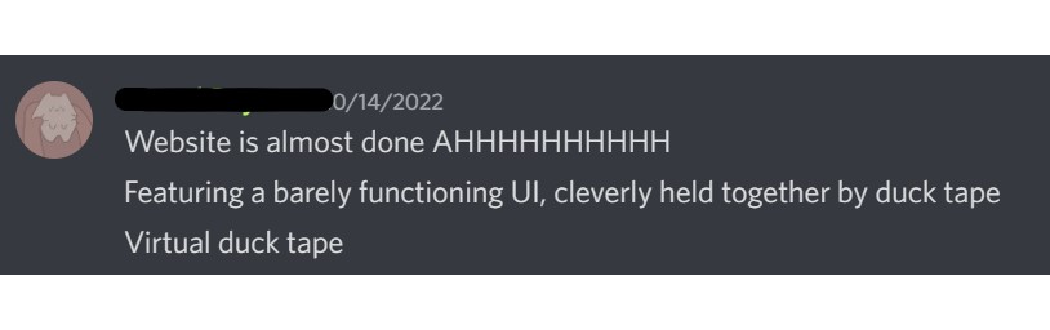 0/14/2022
Website is almost done AHHHHHHHHHH
Featuring a barely functioning UI, cleverly held together by duck tape
Virtual duck tape